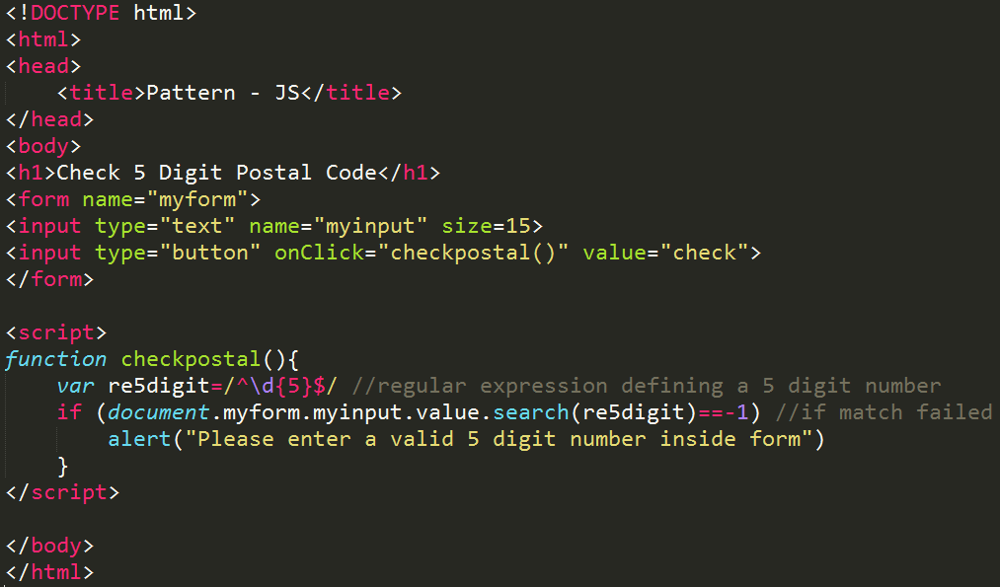 <!DOCTYPE html>
<html>
<head>
    <title>Pattern - JS</title>
</head>
<body>
<h1>Check 5 Digit Postal Code</h1>
<form name="myform">
<input type="text" name="myinput" size=15>
<input type="button" onClick="checkpostal()" value="check">
</form>

<script>
function checkpostal(){
    var re5digit=/^\d{5}$/ //regular expression defining a 5 digit number
    if (document.myform.myinput.value.search(re5digit)==-1) //if match failed
        alert("Please enter a valid 5 digit number inside form")
    }
</script>

</body>
</html>